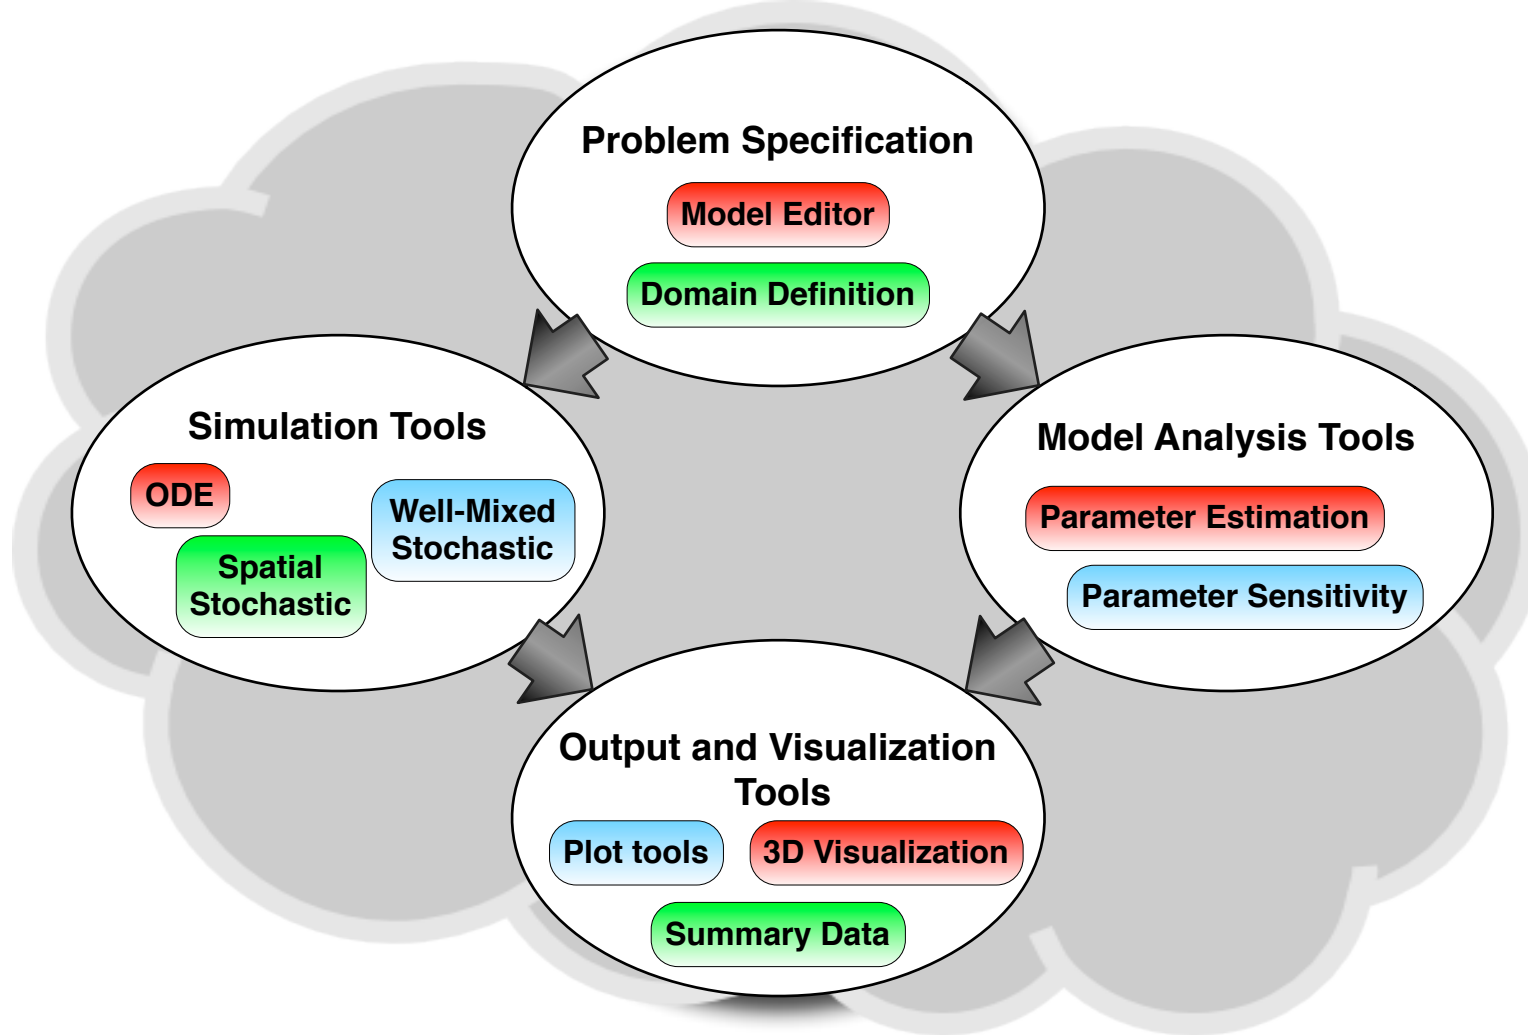 Problem Specification
Model Editor
Domain Definition
Simulation Tools
ODE
Well-Mixed
Stochastic
Spatial
Stochastic
Model Analysis Tools
Parameter Estimation
Parameter Sensitivity
Output and Visualization
Tools
Plot tools
3D Visualization
Summary Data